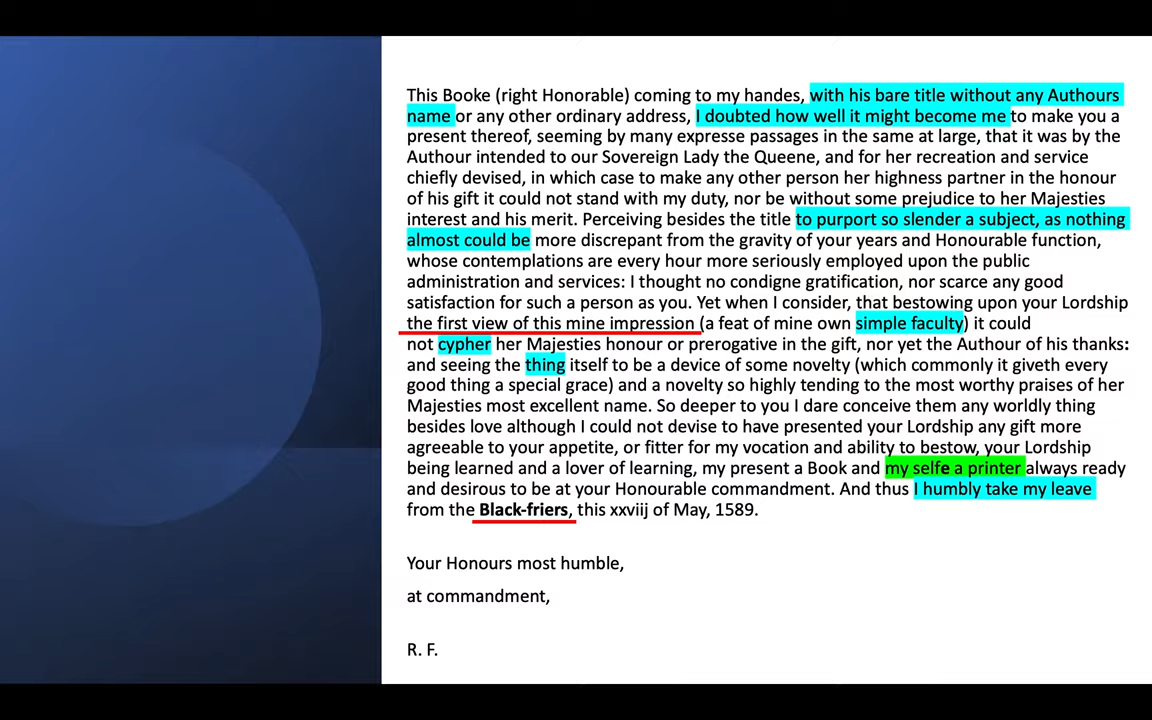 This Booke (right Honorable) coming to my handes, with his bare title without any Authours
name or any other ordinary address, I doubted how well it might become me to make you a
present thereof, seeming by many expresse passages in the same at large, that it was by the
Authour intended to our Sovereign Lady the Queene, and for her recreation and service
chiefly devised, in which case to make any other person her highness partner in the honour
of his gift it could not stand with my duty, nor be without some prejudice to her Majesties
interest and his merit. Perceiving besides the title to purport so slender a subject, as nothing
almost could be more discrepant from the gravity of your years and Honourable function,
whose contemplations are every hour more seriously employed upon the public
administration and services: I thought no condigne gratification, nor scarce any good
satisfaction for such a person as you. Yet when I consider, that bestowing upon your Lordship
the first view of this mine impression (a feat of mine own simple faculty) it could
not cypher her Majesties honour or prerogative in the gift, nor yet the Authour of his thanks:
and seeing the thing itself to be a device of some novelty (which commonly it giveth every
good thing a special grace) and a novelty so highly tending to the most worthy praises of her
Majesties most excellent name. So deeper to you I dare conceive them any worldly thing
besides love although I could not devise to have presented your Lordship any gift more
agreeable to your appetite, or fitter for my vocation and ability to bestow, your Lordship
being learned and a lover of learning, my present a Book and my selfe a printer always ready
and desirous to be at your Honourable commandment. And thus I humbly take my leave
from the Black-friers, this xxviij of May, 1589.
Your Honours most humble,
at commandment,
R. F.